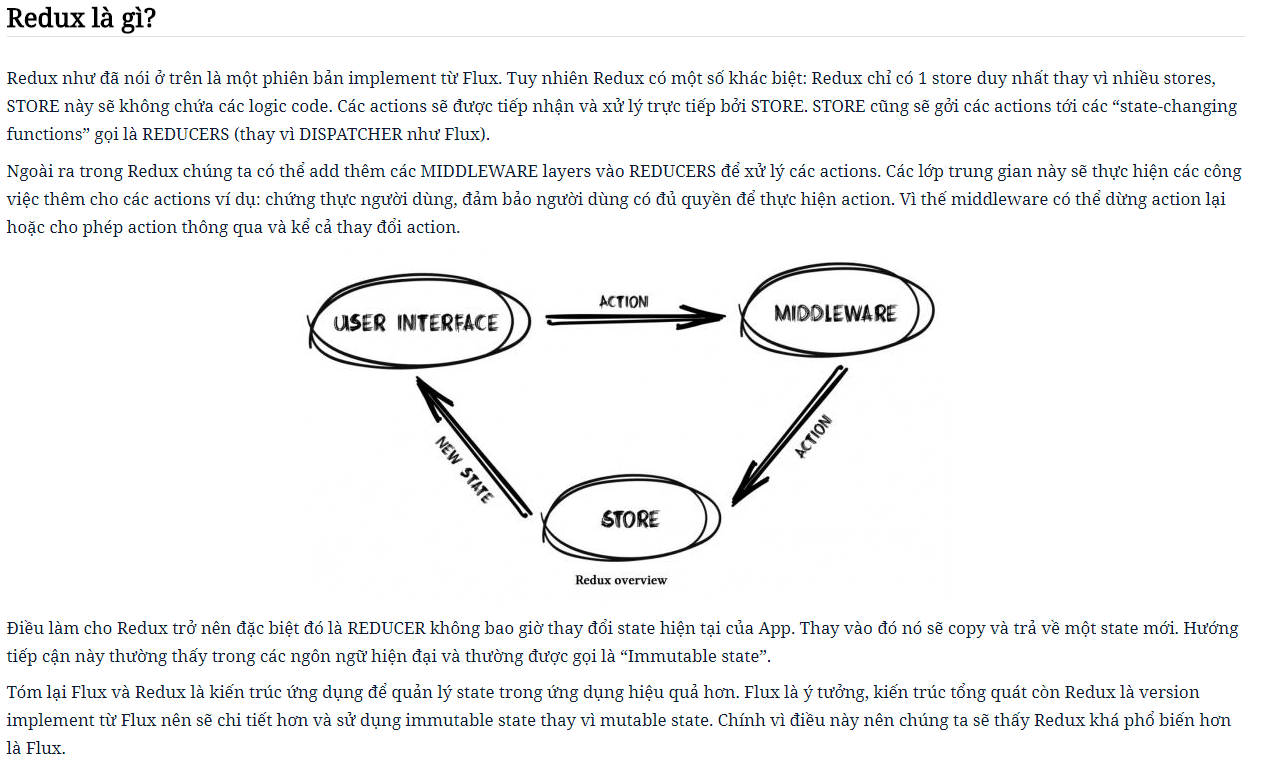 Redux là gì?
Redux như đã nói ở trên là một phiên bản implement từ Flux. Tuy nhiên Redux có một số khác biệt: Redux chỉ có 1 store duy nhất thay vì nhiều stores,
STORE này sẽ không chứa các logic code. Các actions sẽ được tiếp nhận và xử lý trực tiếp bởi STORE. STORE cũng sẽ gởi các actions tới các “state-changing
functions” gọi là REDUCERS (thay vì DISPATCHER như Flux).
Ngoài ra trong Redux chúng ta có thể add thêm các MIDDLEWARE layers vào REDUCERS để xử lý các actions. Các lớp trung gian này sẽ thực hiện các công
việc thêm cho các actions ví dụ: chứng thực người dùng, đảm bảo người dùng có đủ quyền để thực hiện action. Vì thế middleware có thể dừng action lại
hoặc cho phép action thông qua và kể cả thay đổi action.
ACTION
USER INTERFACE
MIDDLEWARE
NEW STATE
ACTION
STORE
Redux overview
Điều làm cho Redux trở nên đặc biệt đó là REDUCER không bao giờ thay đổi state hiện tại của App. Thay vào đó nó sẽ copy và trả về một state mới. Hướng
tiếp cận này thường thấy trong các ngôn ngữ hiện đại và thường được gọi là “Immutable state”.
Tóm lại Flux và Redux là kiến trúc ứng dụng để quản lý state trong ứng dụng hiệu quả hơn. Flux là ý tưởng, kiến trúc tổng quát còn Redux là version
implement từ Flux nên sẽ chi tiết hơn và sử dụng immutable state thay vì mutable state. Chính vì điều này nên chúng ta sẽ thấy Redux khá phổ biến hơn
là Flux.